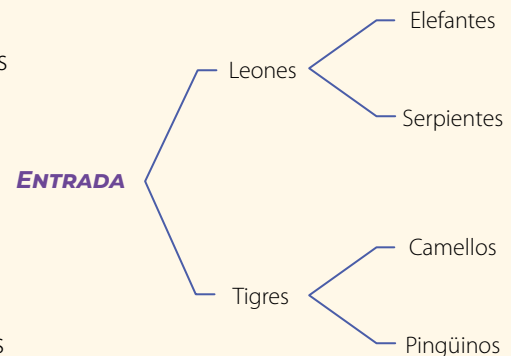 Elefantes
s
Leones
Serpientes
ENTRADA
Camellos
Tigres
s
Pingüinos